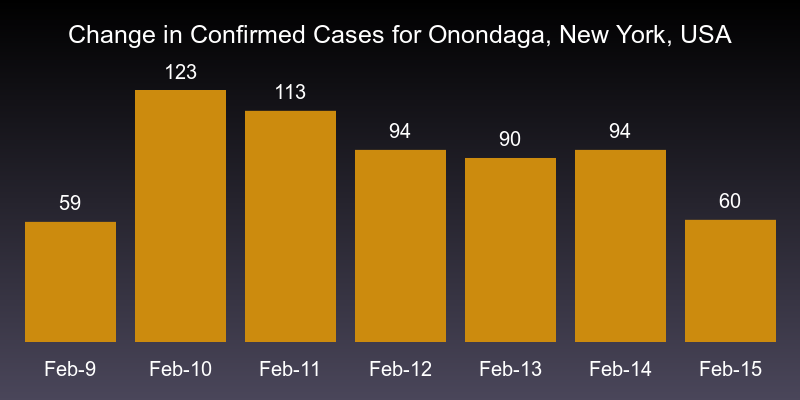 Change in Confirmed Cases for Onondaga, New York, USA
59
123
113
94
90
94
60
Feb-9
Feb-10
Feb-11
Feb-12
Feb-13
Feb-14
Feb-15